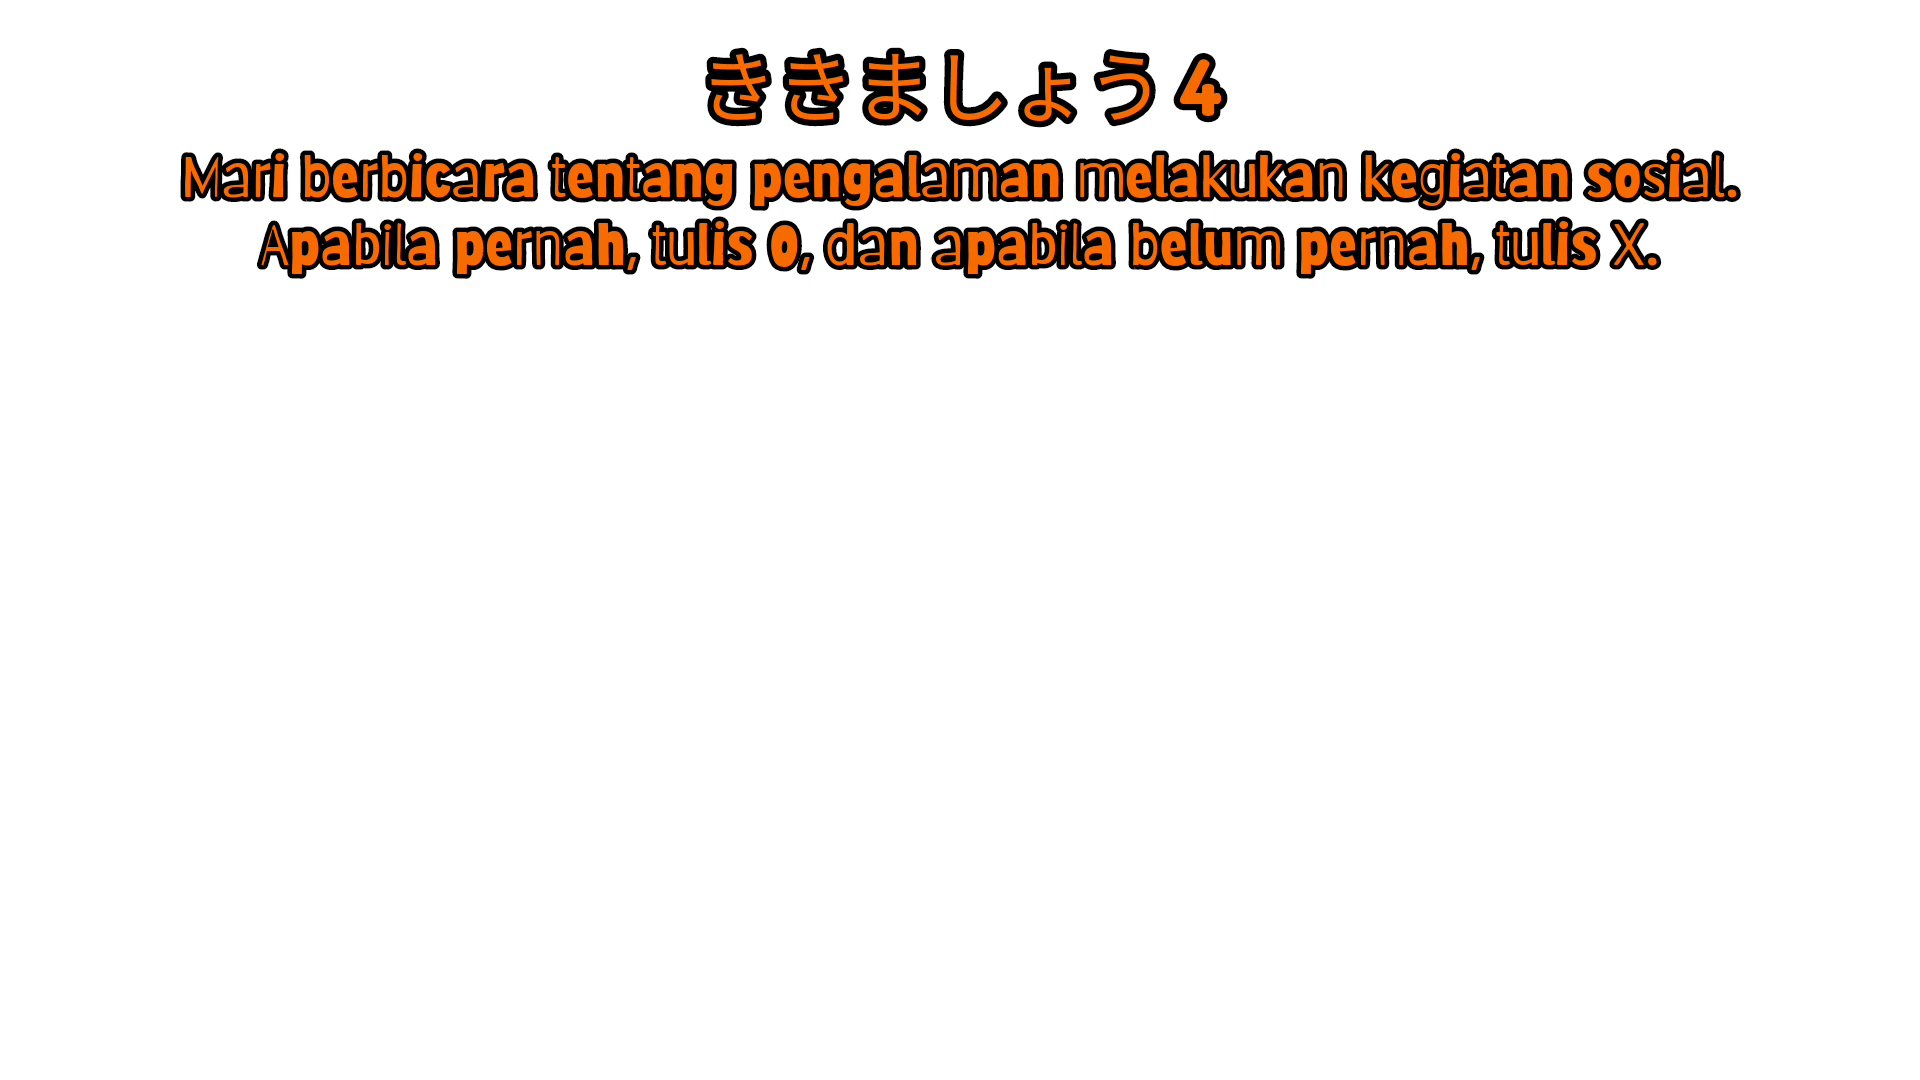 ききましょう4
Mari berbicara tentang pengalaman melakukan kegiatan sosial.
Apabila pernah, tulis O, dan apabila belum pernah, tulis X.